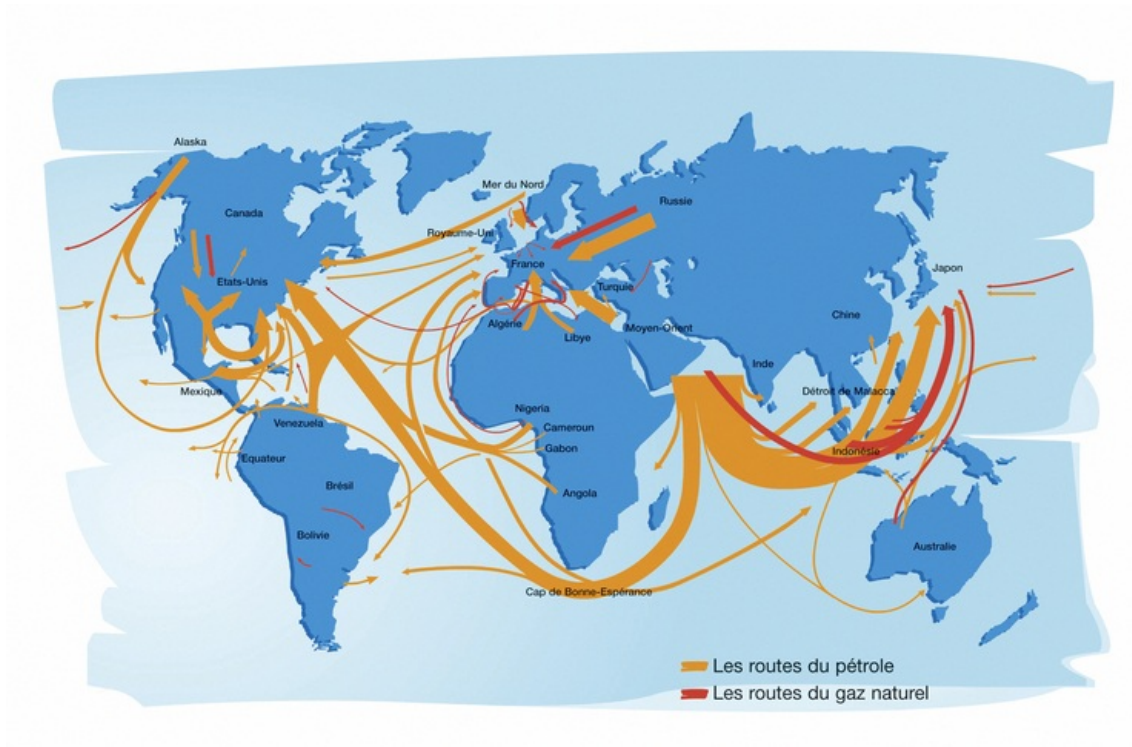 Alaska
Canada
Mer du Nord
Russie
Royaume-Uni
France
Etats-Unis
Turquie
Japon
Algérie
Libye
Moyen-Orient
Chine
Inde
Mexique
Détroit de Malacca
Nigeria
Venezuela
Cameroun
Gabon
Equateur
Indonésie
Brésil
Angola
Bolivie
Australie
Cap de Bonne-Espérance
Les routes du pétrole
Les routes du gaz naturel